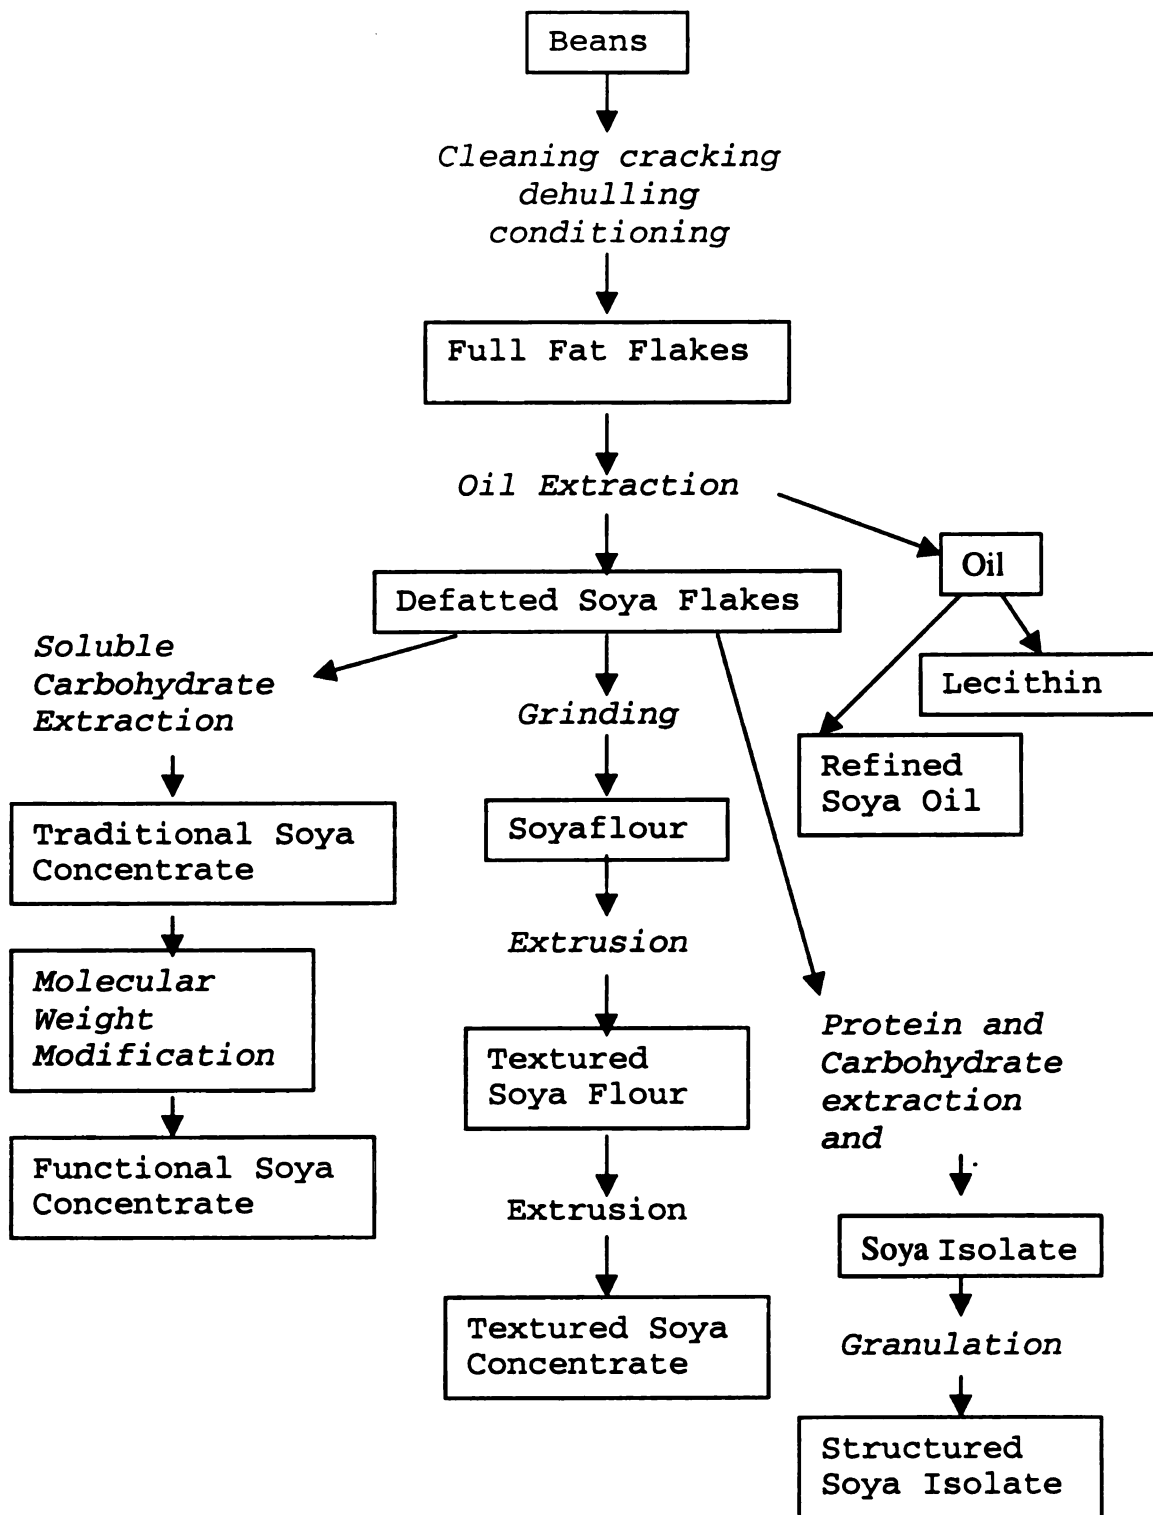 Beans
Cleaning cracking
dehulling
conditioning
Full Fat Flakes
Oil Extraction
Oil
Defatted Soya Flakes
Lecithin
Refined
Soya Oil
Soluble
Carbohydrate
Extraction
Traditional Soya
Concentrate
Molecular
Weight
Modification
Functional Soya
Concentrate
Grinding
Soyaflour
Extrusion
Textured
Soya Flour
Extrusion
Textured Soya
Concentrate
Protein and
Carbohydrate
extraction
and
Soya Isolate
Granulation
Structured
Soya Isolate